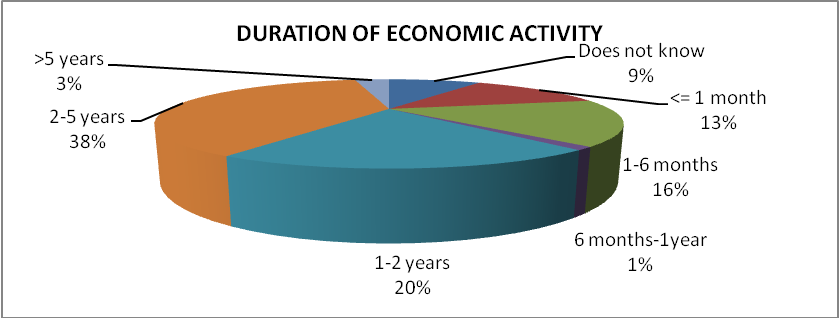 DURATION OF ECONOMIC ACTIVITY
Does not know
9%
<= 1 month
13%
1-6 months
16%
6 months-1year
1%
1-2 years
20%
2-5 years
38%
>5 years
3%